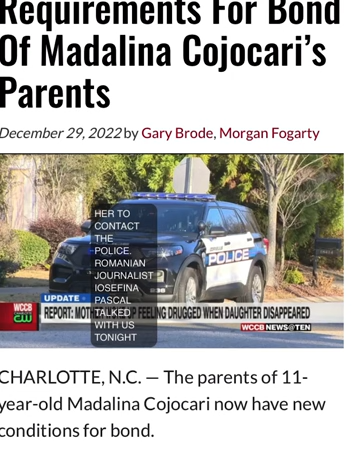 Requirements For Bond
Of Madalina Cojocari’s
Parents
December 29, 2022 by Gary Brode, Morgan Fogarty
HER TO
CONTACT
THE
POLICE.
ROMANIAN
JOURNALIST
IOSEFINA
PASCAL
TALKED
WITH US
TONIGHT
POLICE
UPDATE
WCCB
CW
REPORT: FEELING DRUGGED WHEN DAUGHTER DISAPPEARED
WCCB NEWS@TEN
CHARLOTTE, N.C. — The parents of 11-
year-old Madalina Cojocari now have new
conditions for bond.